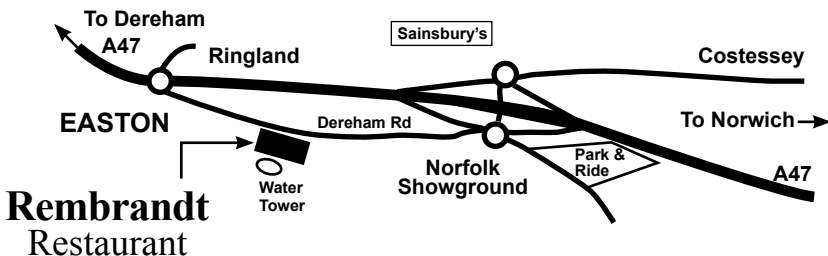 To Dereham
A47
Ringland
Sainsbury's
Costessey
EASTON
Dereham Rd
To Norwich
Norfolk
Showground
Park &
Ride
A47
Water
Tower
Rembrandt
Restaurant